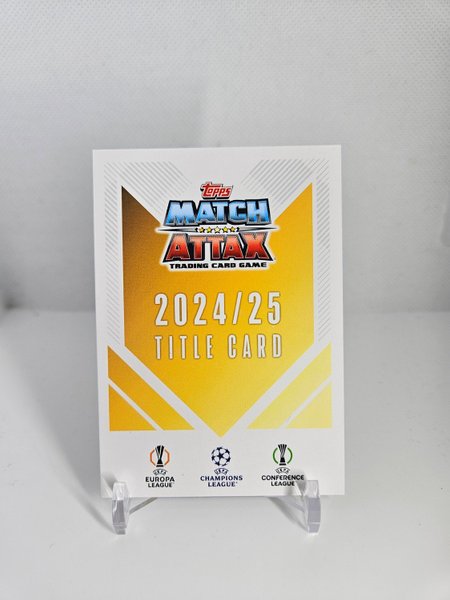 Topps
MATCH
ATTAX
TRADING CARD GAME
2024/25
TITLE CARD
UEFA
EUROPA
LEAGUE
UEFA
CHAMPIONS
LEAGUE
UEFA
CONFERENCE
LEAGUE